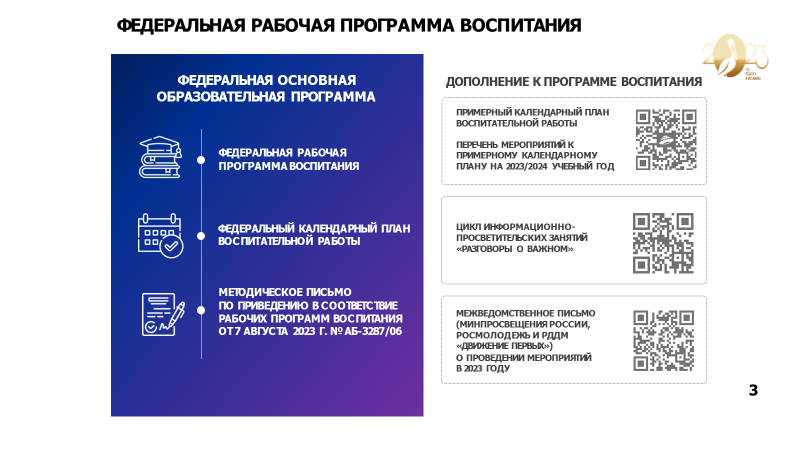 ФЕДЕРАЛЬНАЯ РАБОЧАЯ ПРОГРАММА ВОСПИТАНИЯ
2023
ФЕДЕРАЛЬНАЯ ОСНОВНАЯ
ОБРАЗОВАТЕЛЬНАЯ ПРОГРАММА
ФЕДЕРАЛЬНАЯ РАБОЧАЯ
ПРОГРАММА ВОСПИТАНИЯ
ФЕДЕРАЛЬНЫЙ КАЛЕНДАРНЫЙ ПЛАН
ВОСПИТАТЕЛЬНОЙ РАБОТЫ
МЕТОДИЧЕСКОЕ ПИСЬМО
ПО ПРИВЕДЕНИЮ В СООТВЕТСТВИЕ
РАБОЧИХ ПРОГРАММ ВОСПИТАНИЯ
ОТ 7 АВГУСТА 2023 Г. № АБ-3287/06
ДОПОЛНЕНИЕ К ПРОГРАММЕ ВОСПИТАНИЯ
ПРИМЕРНЫЙ КАЛЕНДАРНЫЙ ПЛАН
ВОСПИТАТЕЛЬНОЙ РАБОТЫ
ПЕРЕЧЕНЬ МЕРОПРИЯТИЙ К
ПРИМЕРНОМУ КАЛЕНДАРНОМУ
ПЛАНУ НА 2023/2024 УЧЕБНЫЙ ГОД
ЦИКЛ ИНФОРМАЦИОННО-
ПРОСВЕТИТЕЛЬСКИХ ЗАНЯТИЙ
«РАЗГОВОРЫ О ВАЖНОМ»
МЕЖВЕДОМСТВЕННОЕ ПИСЬМО
(МИНПРОСВЕЩЕНИЯ РОССИИ,
РОСМОЛОДЕЖЬ И РДДМ
«ДВИЖЕНИЕ ПЕРВЫХ»)
О ПРОВЕДЕНИИ МЕРОПРИЯТИЙ
В 2023 ГОДУ
3